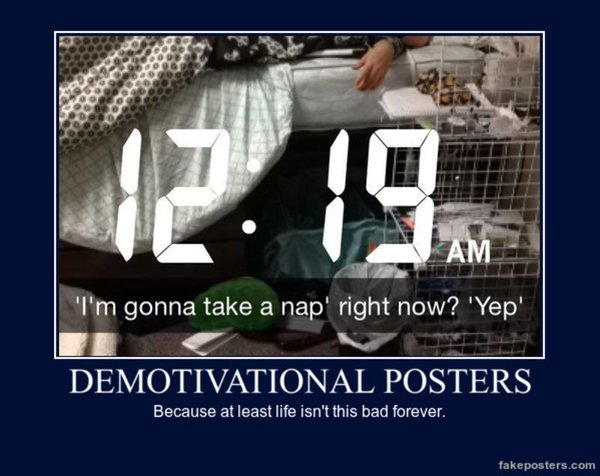 12:19
AM
'I'm gonna take a nap' right now? 'Yep'
DEMOTIVATIONAL POSTERS
Because at least life isn't this bad forever.
fakeposters.com